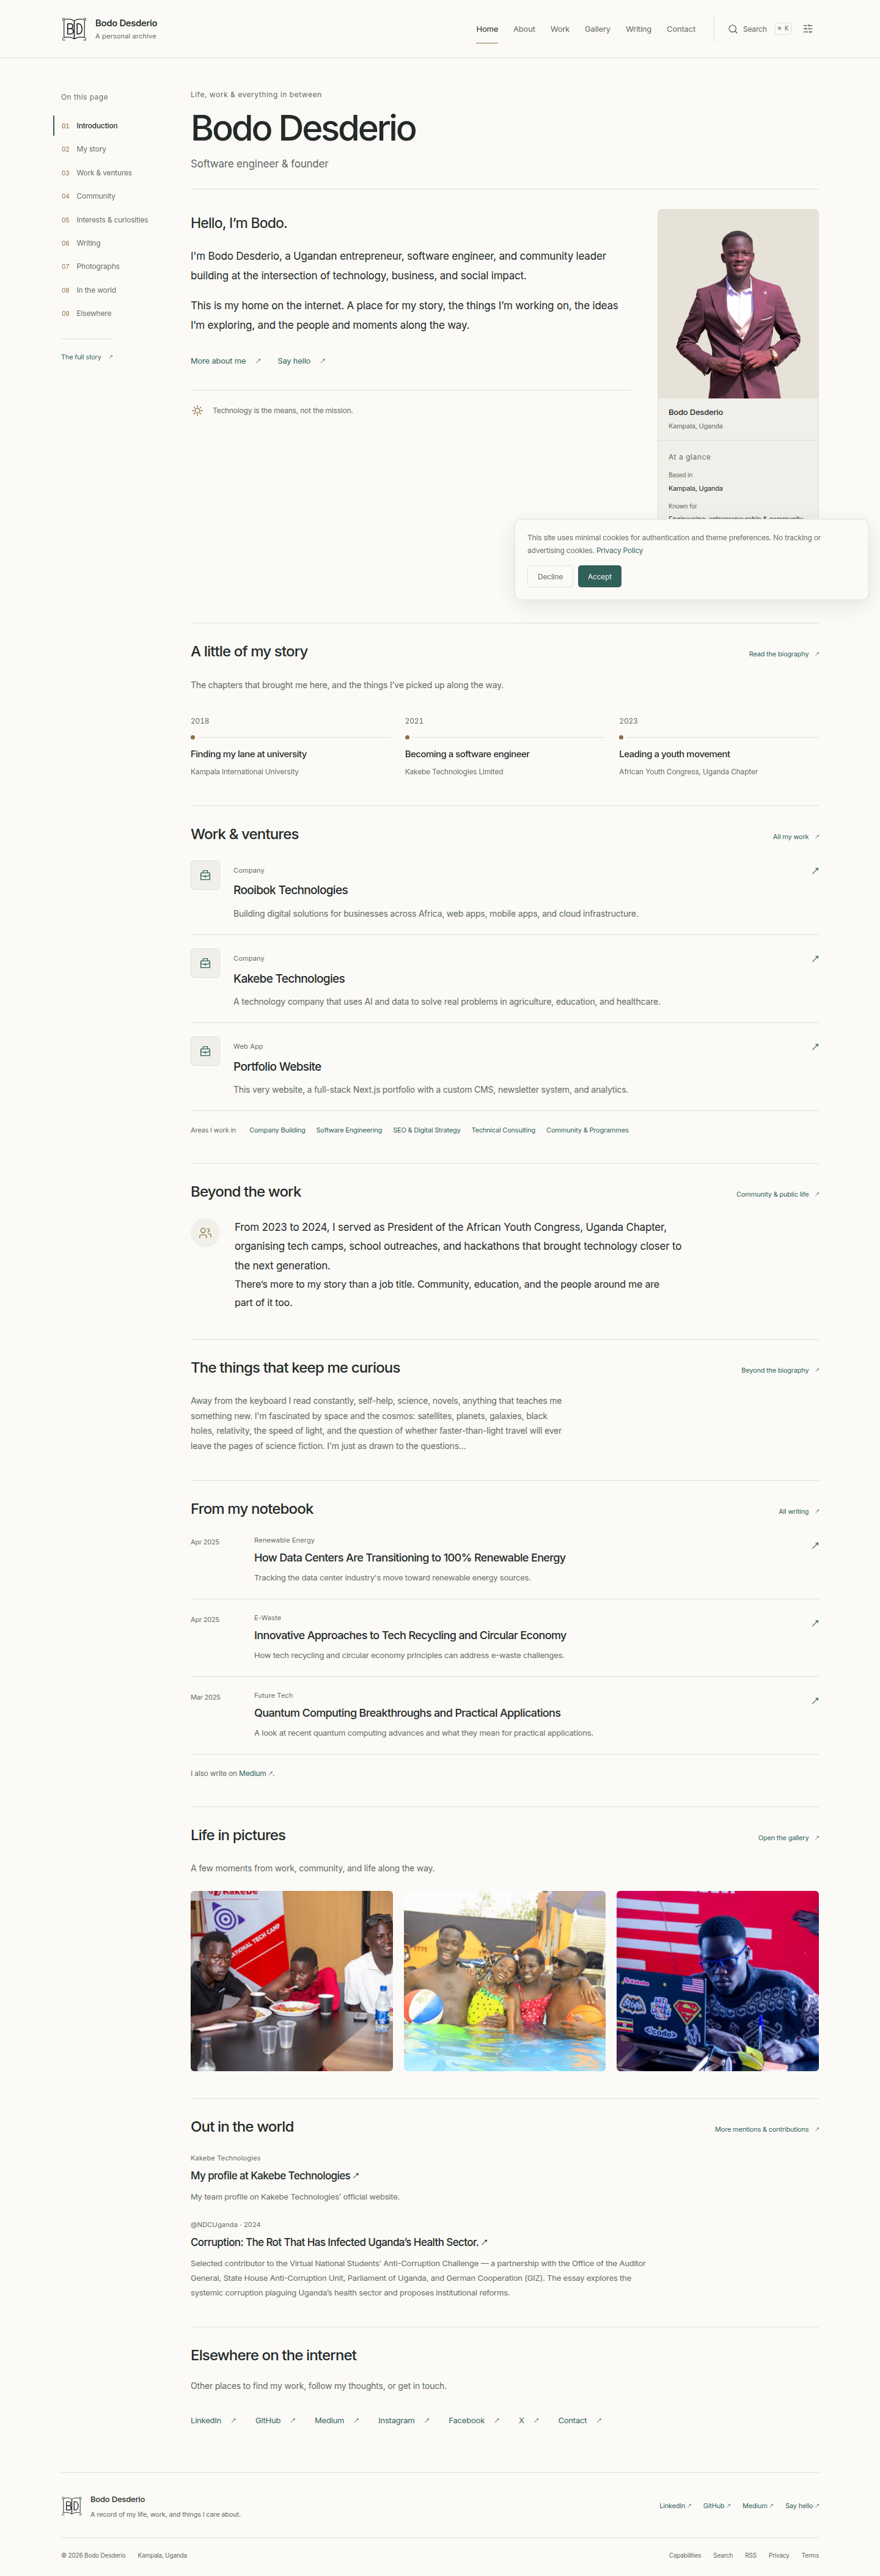 BD
Bodo Desderio
A personal archive
Home About Work Gallery Writing Contact Search ⌘ K
On this page
01 Introduction
02 My story
03 Work & ventures
04 Community
05 Interests & curiosities
06 Writing
07 Photographs
08 In the world
09 Elsewhere
The full story ↗
Life, work & everything in between
Bodo Desderio
Software engineer & founder
Hello, I’m Bodo.
I'm Bodo Desderio, a Ugandan entrepreneur, software engineer, and community leader
building at the intersection of technology, business, and social impact.
This is my home on the internet. A place for my story, the things I’m working on, the ideas
I’m exploring, and the people and moments along the way.
More about me ↗ Say hello ↗
Technology is the means, not the mission.
Bodo Desderio
Kampala, Uganda
At a glance
Based in
Kampala, Uganda
Known for
Engineering, entrepreneurship & community
This site uses minimal cookies for authentication and theme preferences. No tracking or
advertising cookies. Privacy Policy
Decline Accept
A little of my story
Read the biography ↗
The chapters that brought me here, and the things I’ve picked up along the way.
2018
Finding my lane at university
Kampala International University
2021
Becoming a software engineer
Kakebe Technologies Limited
2023
Leading a youth movement
African Youth Congress, Uganda Chapter
Work & ventures
All my work ↗
Company ↗
Rooibok Technologies
Building digital solutions for businesses across Africa, web apps, mobile apps, and cloud infrastructure.
Company ↗
Kakebe Technologies
A technology company that uses AI and data to solve real problems in agriculture, education, and healthcare.
Web App ↗
Portfolio Website
This very website, a full-stack Next.js portfolio with a custom CMS, newsletter system, and analytics.
Areas I work in Company Building Software Engineering SEO & Digital Strategy Technical Consulting Community & Programmes
Beyond the work
Community & public life ↗
From 2023 to 2024, I served as President of the African Youth Congress, Uganda Chapter,
organising tech camps, school outreaches, and hackathons that brought technology closer to
the next generation.
There’s more to my story than a job title. Community, education, and the people around me are
part of it too.
The things that keep me curious
Beyond the biography ↗
Away from the keyboard I read constantly, self-help, science, novels, anything that teaches me
something new. I'm fascinated by space and the cosmos: satellites, planets, galaxies, black
holes, relativity, the speed of light, and the question of whether faster-than-light travel will ever
leave the pages of science fiction. I'm just as drawn to the questions…
From my notebook
All writing ↗
Apr 2025
Renewable Energy ↗
How Data Centers Are Transitioning to 100% Renewable Energy
Tracking the data center industry's move toward renewable energy sources.
Apr 2025
E-Waste ↗
Innovative Approaches to Tech Recycling and Circular Economy
How tech recycling and circular economy principles can address e-waste challenges.
Mar 2025
Future Tech ↗
Quantum Computing Breakthroughs and Practical Applications
A look at recent quantum computing advances and what they mean for practical applications.
I also write on Medium ↗.
Life in pictures
Open the gallery ↗
A few moments from work, community, and life along the way.
Kakebe
NATIONAL TECH CAMP
Kakebe
<code>
Out in the world
More mentions & contributions ↗
Kakebe Technologies
My profile at Kakebe Technologies ↗
My team profile on Kakebe Technologies’ official website.
@NDCUganda · 2024
Corruption: The Rot That Has Infected Uganda’s Health Sector. ↗
Selected contributor to the Virtual National Students’ Anti-Corruption Challenge — a partnership with the Office of the Auditor
General, State House Anti-Corruption Unit, Parliament of Uganda, and German Cooperation (GIZ). The essay explores the
systemic corruption plaguing Uganda’s health sector and proposes institutional reforms.
Elsewhere on the internet
Other places to find my work, follow my thoughts, or get in touch.
LinkedIn ↗ GitHub ↗ Medium ↗ Instagram ↗ Facebook ↗ X ↗ Contact ↗
BD
Bodo Desderio
A record of my life, work, and things I care about.
LinkedIn ↗ GitHub ↗ Medium ↗ Say hello ↗
© 2026 Bodo Desderio Kampala, Uganda
Capabilities Search RSS Privacy Terms